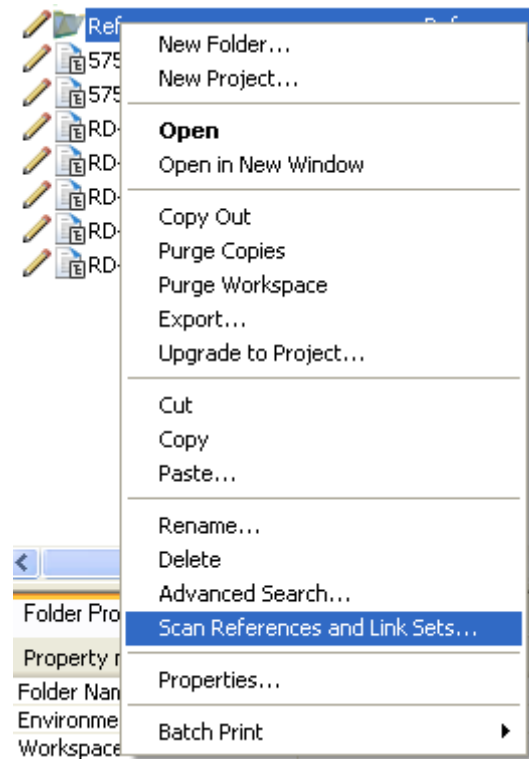 Ref
New Folder...
575
New Project...
575
RD-
Open
RD-
Open in New Window
RD-
Copy Out
RD-
Purge Copies
RD-
Purge Workspace
Export...
Upgrade to Project...
Cut
Copy
Paste...
Rename...
Delete
Advanced Search...
Folder Pro
Scan References and Link Sets...
Property
Properties...
Folder Nan
Environme
Batch Print
Workspace